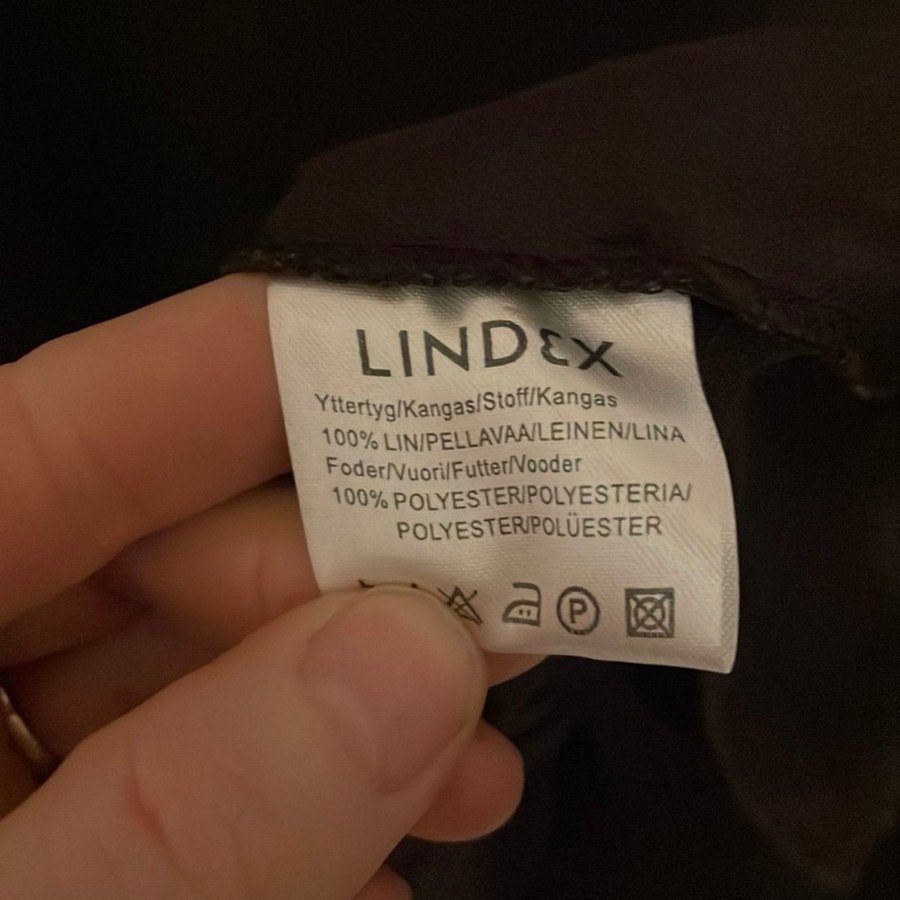 LINDEX
Yttertyg/Kangas/Stoff/Kangas
100% LIN/PELLAVAA/LEINEN/LINA
Foder/Vuori/Futter/Vooder
100% POLYESTER/POLYESTERIA/
POLYESTER/POLÜESTER
P